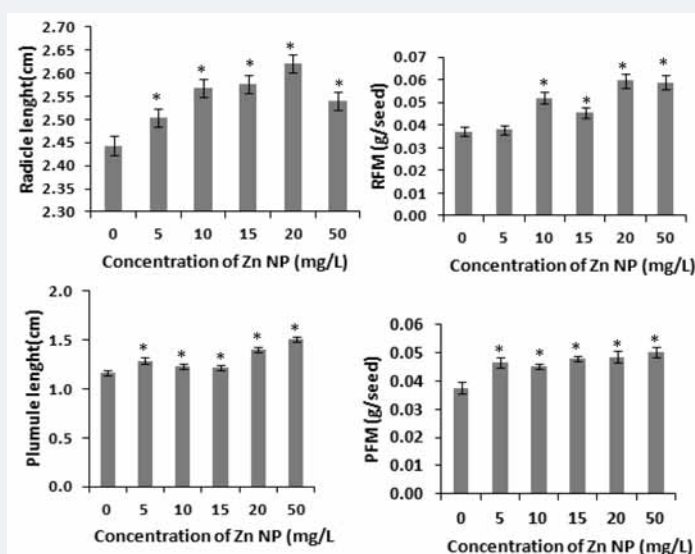 2.70
2.65
2.60
2.55
2.50
2.45
2.40
2.35
2.30
Radicle lenght(cm)
* * * * *
0 5 10 15 20 50
Concentration of Zn NP (mg/L)
0.07
0.06
0.05
0.04
0.03
0.02
0.01
0.00
RFM (g/seed)
* * * *
0 5 10 15 20 50
Concentration of Zn NP (mg/L)
1.0
1.5
1.0
0.5
0.0
Plumule lenght(cm)
* * * * *
0 5 10 15 20 50
Concentration of Zn NP (mg/L
0.06
0.05
0.04
0.03
0.02
0.01
0.00
PFM (g/seed)
* * * * *
0 5 10 15 20 50
Concentration of Zn NP (mg/L